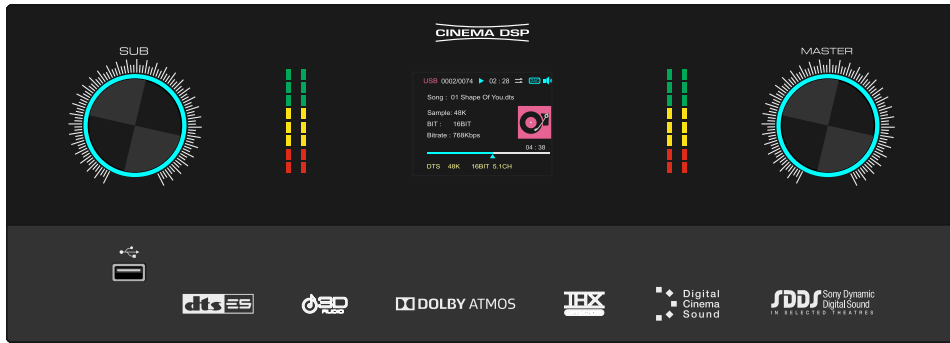 CINEMA DSP
SUB
MASTER
USB 0002/0074 02 : 28
Song : 01 Shape Of You.dts
Sample: 48K
BIT : 16BIT
Bitrate : 768Kbps
04 : 38
DTS 48K 16BIT 5.1CH
dts ES
3D
AUDIO
DOLBY ATMOS
THX
Digital
Cinema
Sound
SDDS Sony Dynamic
Digital Sound
IN SELECTED THEATRES